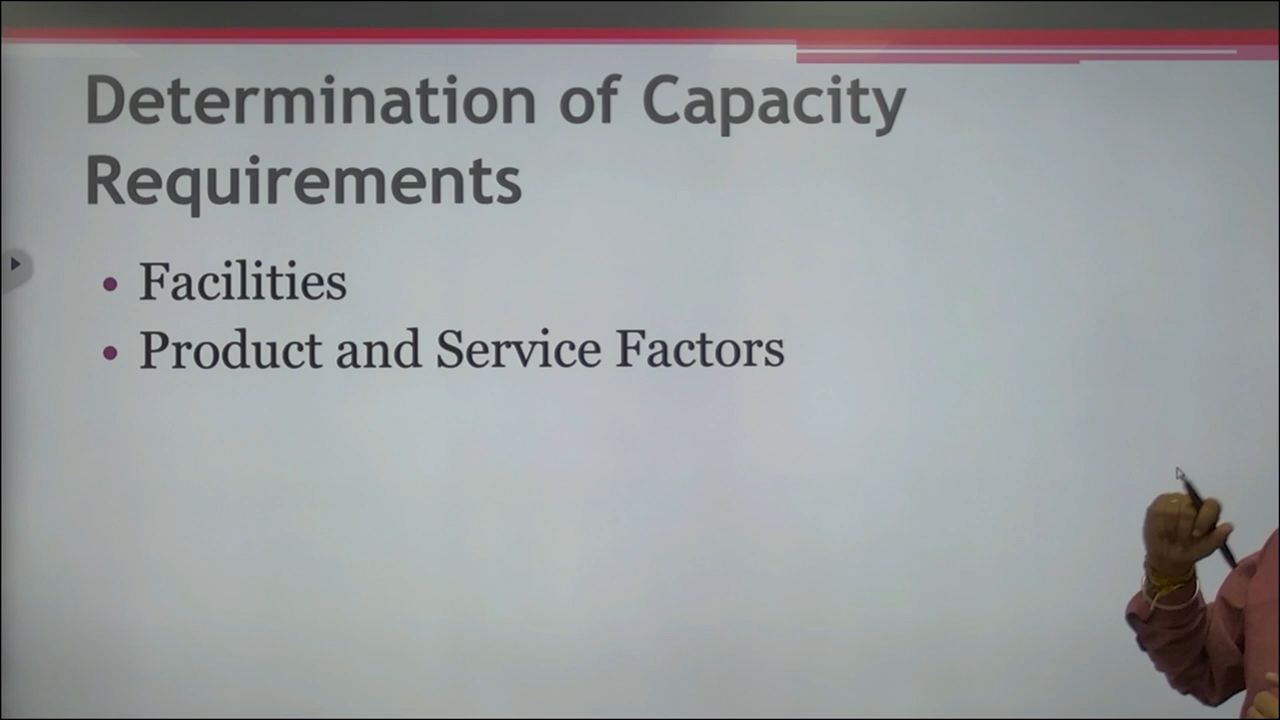 Determination of Capacity
Requirements
• Facilities
• Product and Service Factors